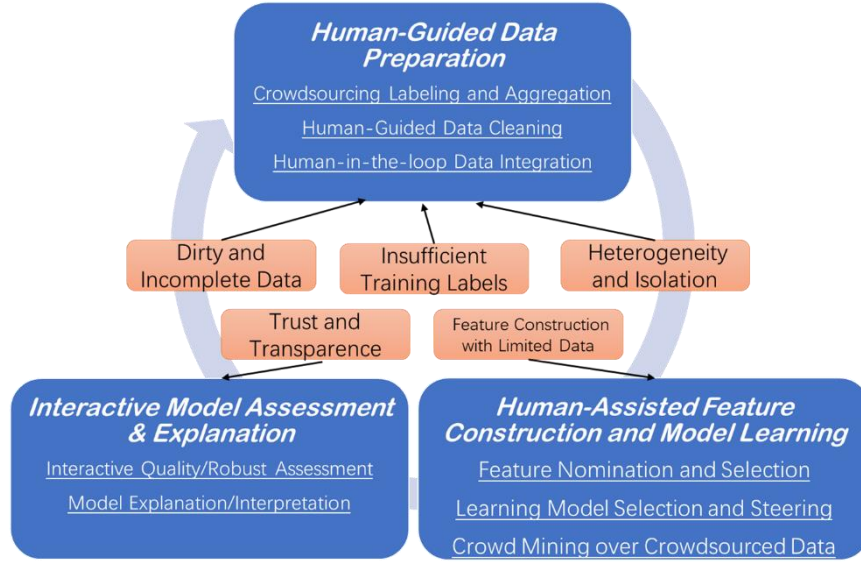 Human-Guided Data
Preparation
Crowdsourcing Labeling and Aggregation
Human-Guided Data Cleaning
Human-in-the-loop Data Integration
Dirty and
Incomplete Data
Insufficient
Training Labels
Heterogeneity
and Isolation
Trust and
Transparence
Feature Construction
with Limited Data
Interactive Model Assessment
& Explanation
Interactive Quality/Robust Assessment
Model Explanation/Interpretation
Human-Assisted Feature
Construction and Model Learning
Feature Nomination and Selection
Learning Model Selection and Steering
Crowd Mining over Crowdsourced Data